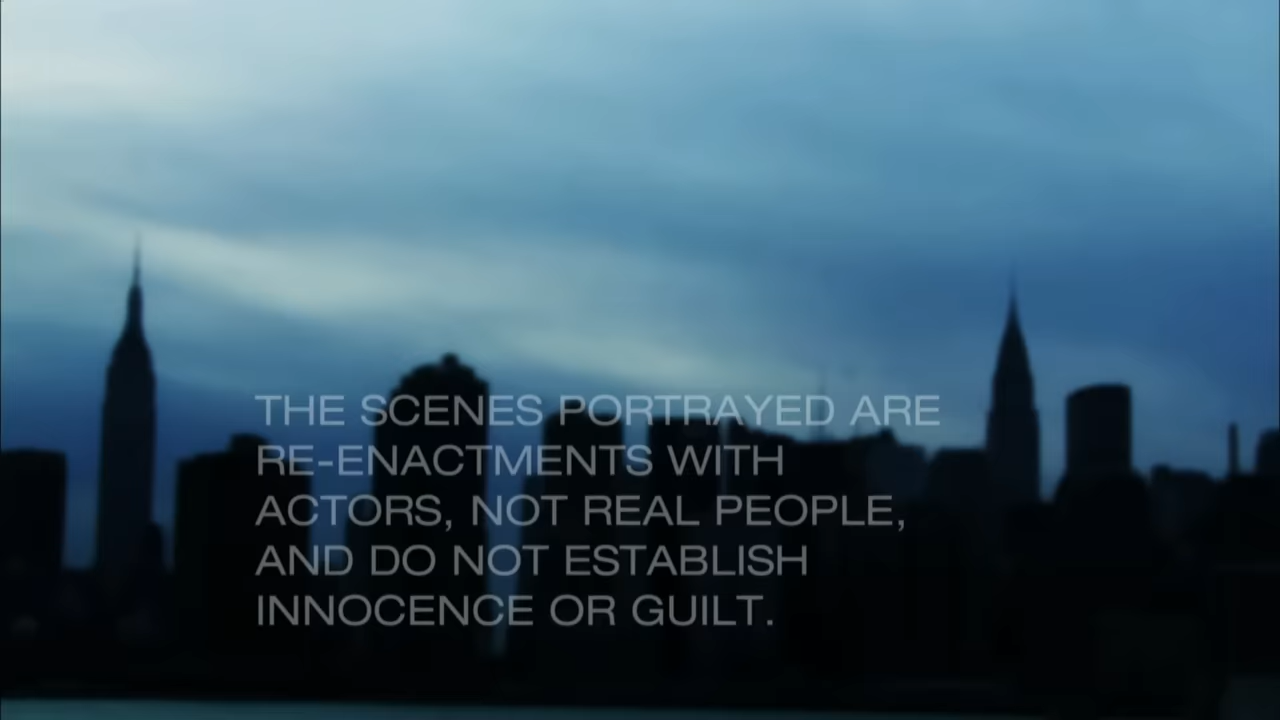 THE SCENES PORTRAYED ARE
RE-ENACTMENTS WITH
ACTORS, NOT REAL PEOPLE,
AND DO NOT ESTABLISH
INNOCENCE OR GUILT.